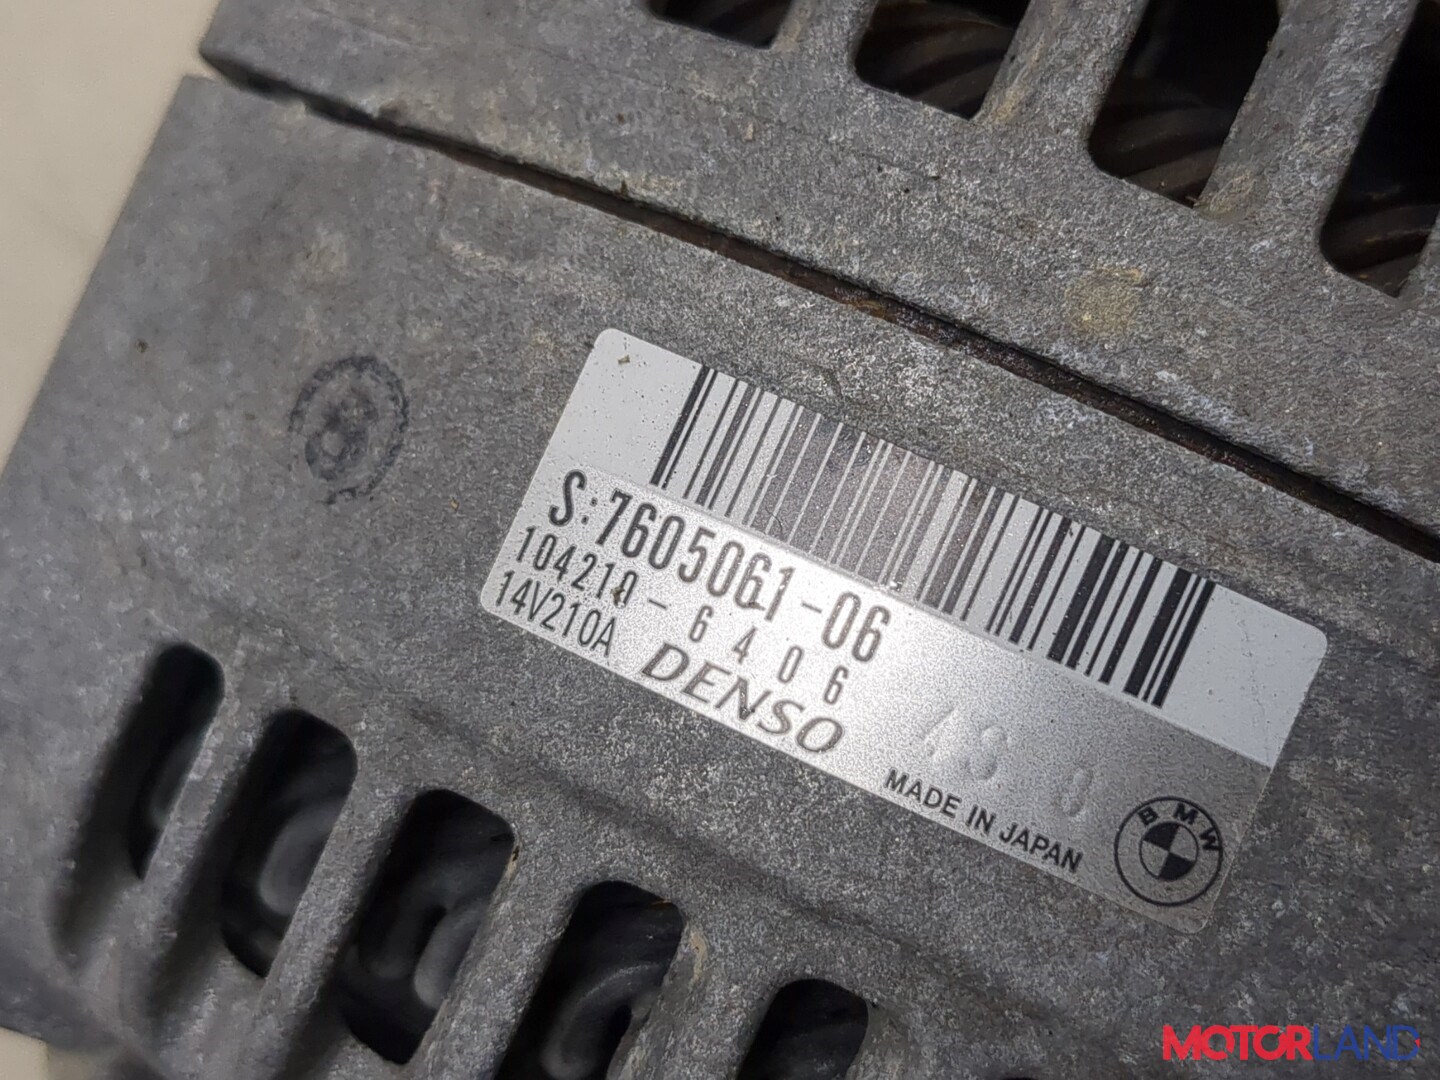 S:7605061-06
104210-6406
14V210A
DENSO
MADE IN JAPAN
BMW
MOTORLAND